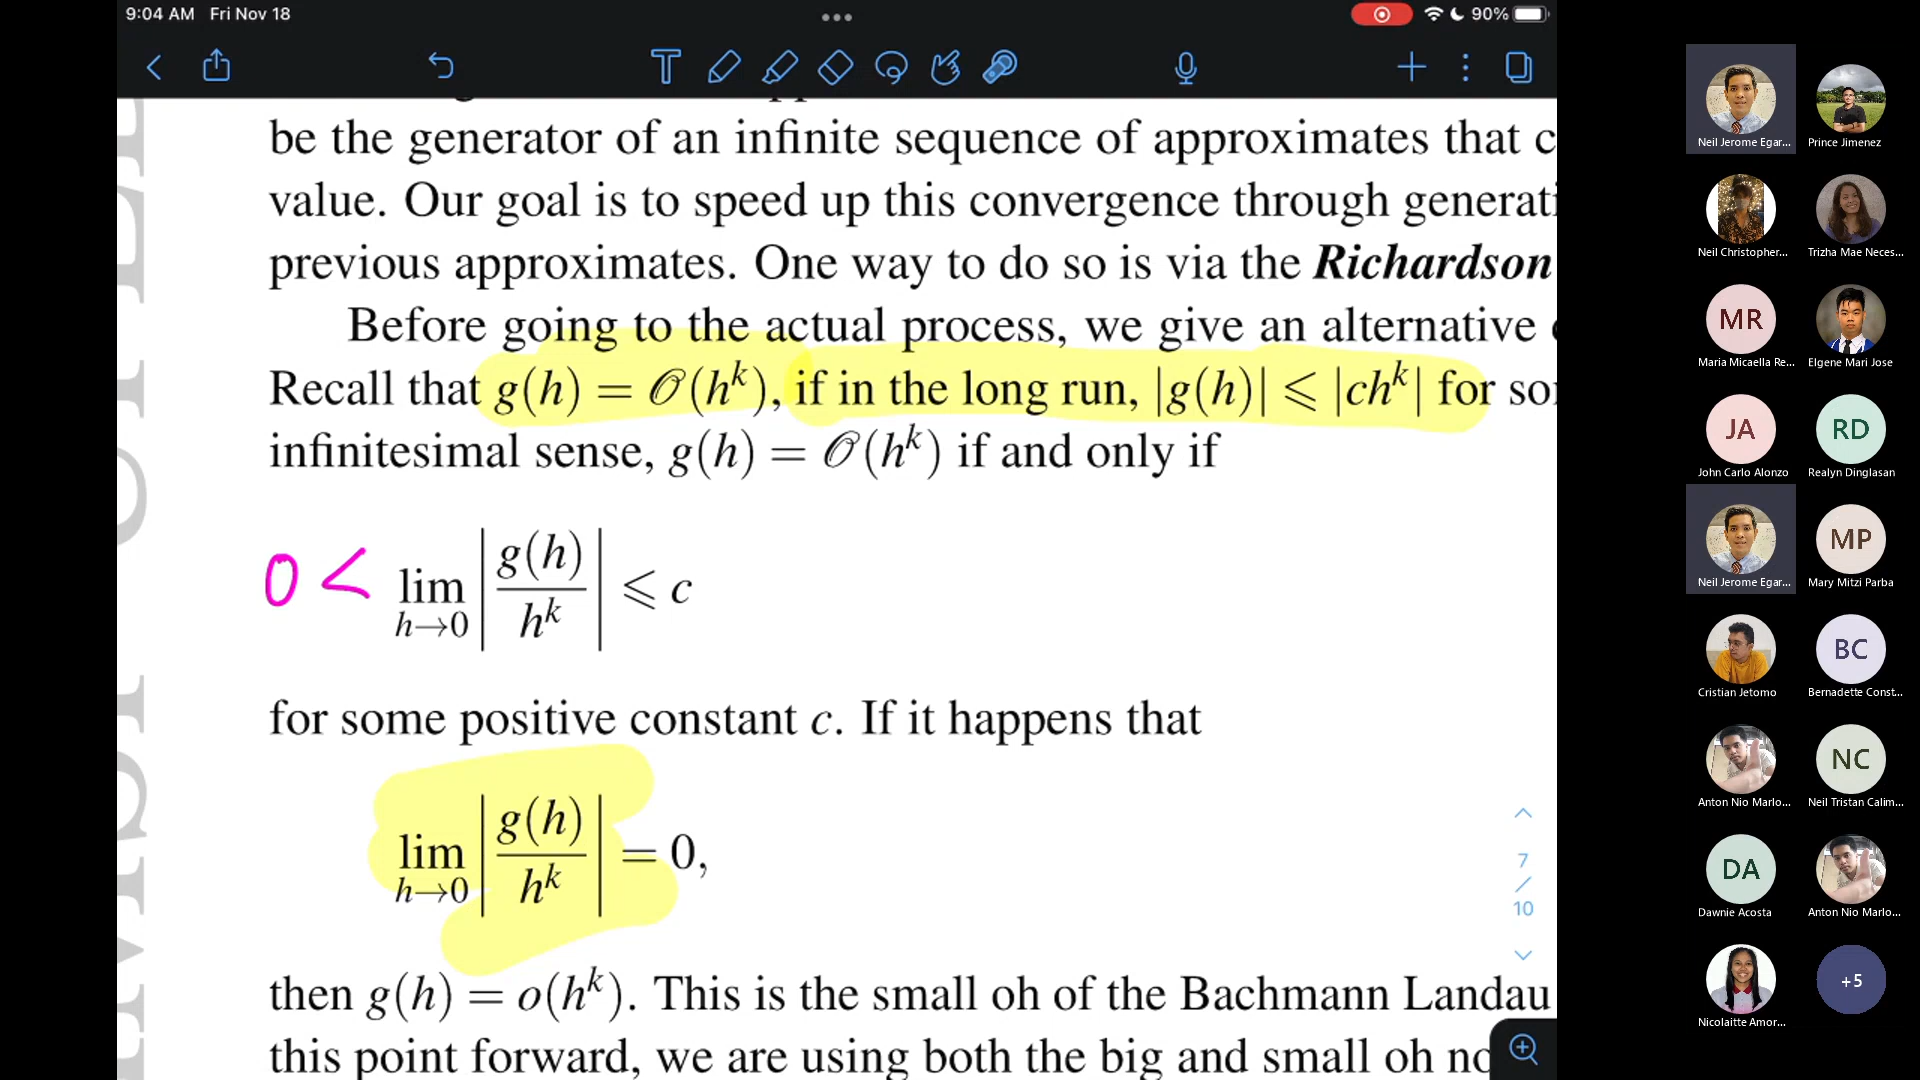 9:04 AM Fri Nov 18
90%
be the generator of an infinite sequence of approximates that c
value. Our goal is to speed up this convergence through generati
previous approximates. One way to do so is via the Richardson
Before going to the actual process, we give an alternative
Recall that g(h) = 𝒪(h^k), if in the long run, |g(h)| ⩽ |ch^k| for so
infinitesimal sense, g(h) = 𝒪(h^k) if and only if
0 < lim_{h→0} |g(h)/h^k| ⩽ c
for some positive constant c. If it happens that
lim_{h→0} |g(h)/h^k| = 0,
then g(h) = o(h^k). This is the small oh of the Bachmann Landau
this point forward, we are using both the big and small oh no
7
/
10
Neil Jerome Egar...
Prince Jimenez
Neil Christopher...
Trizha Mae Neces...
MR
Maria Micaella Re...
Elgene Mari Jose
JA
John Carlo Alonzo
RD
Realyn Dinglasan
Neil Jerome Egar...
MP
Mary Mitzi Parba
Cristian Jetomo
BC
Bernadette Const...
Anton Nio Marlo...
NC
Neil Tristan Calim...
DA
Dawnie Acosta
Anton Nio Marlo...
Nicolaitte Amor...
+5